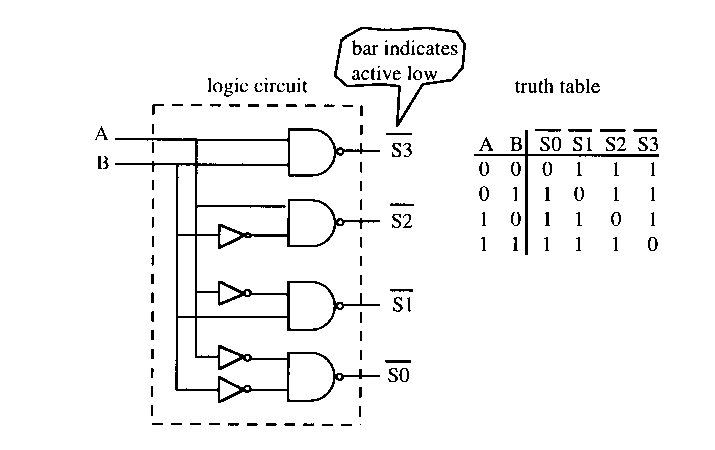 bar indicates
active low
logic circuit
truth table
A
B
S3
S2
S1
S0
A B S0 S1 S2 S3
0 0 0 1 1 1
0 1 1 0 1 1
1 0 1 1 0 1
1 1 1 1 1 0